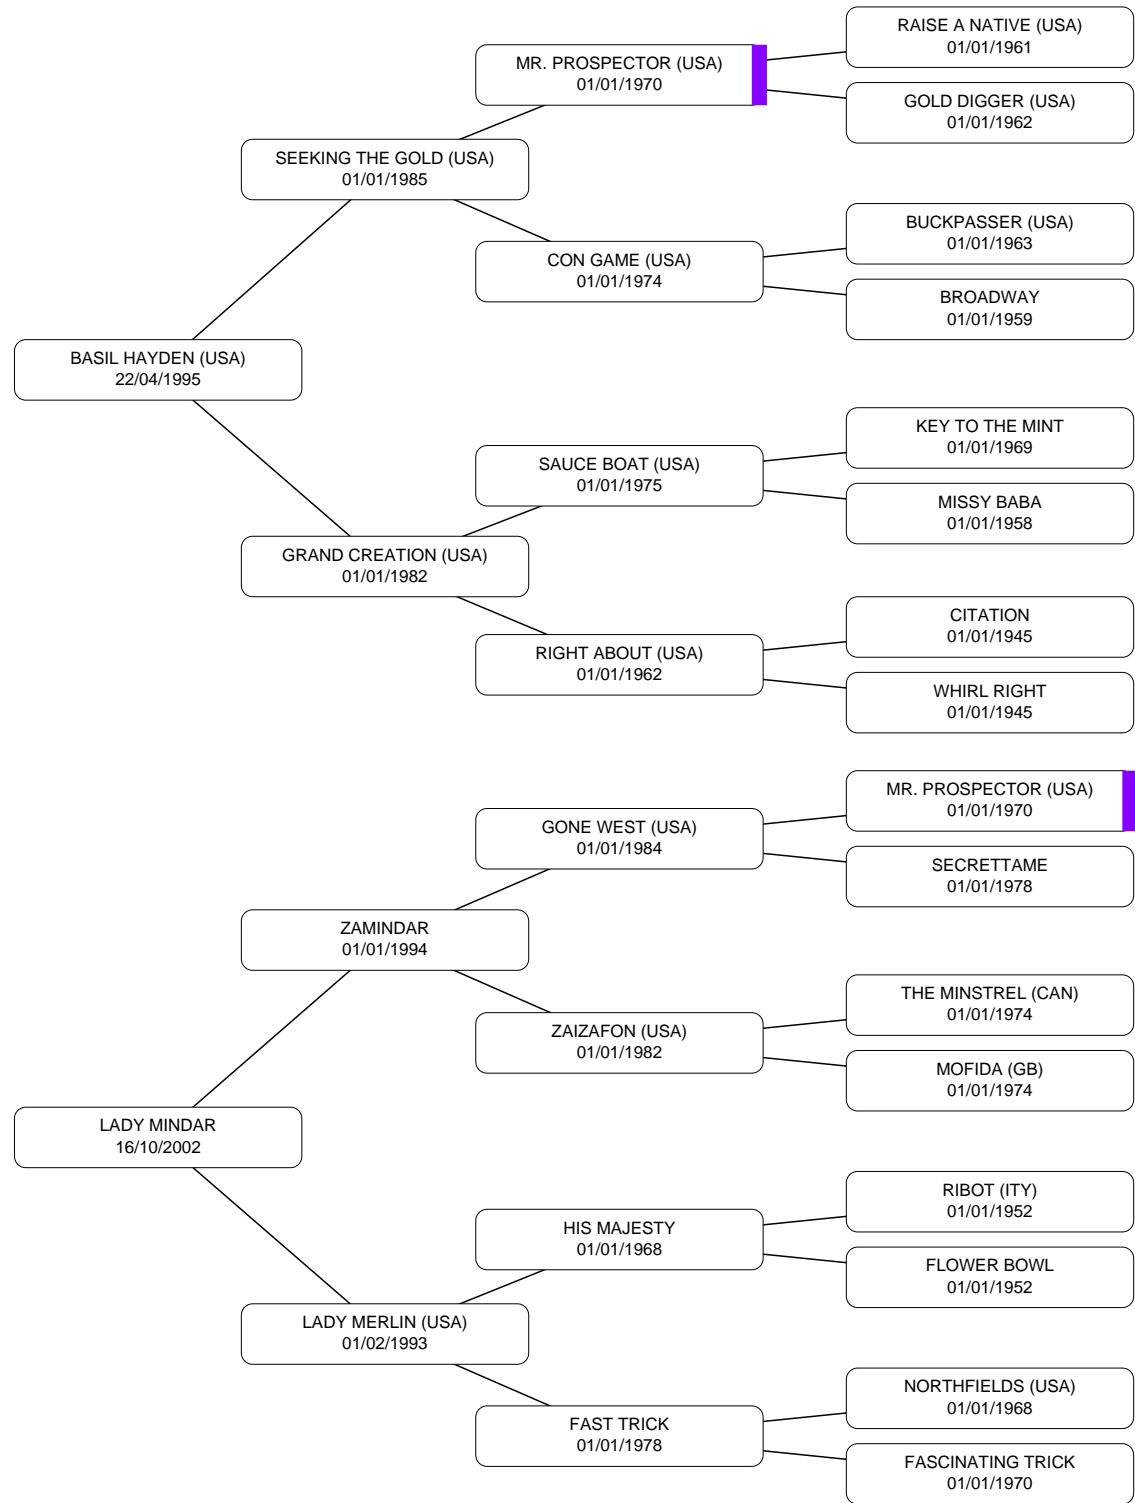 RAISE A NATIVE (USA)
01/01/1961
MR. PROSPECTOR (USA)
01/01/1970
GOLD DIGGER (USA)
01/01/1962
SEEKING THE GOLD (USA)
01/01/1985
BUCKPASSER (USA)
01/01/1963
CON GAME (USA)
01/01/1974
BROADWAY
01/01/1959
BASIL HAYDEN (USA)
22/04/1995
KEY TO THE MINT
01/01/1969
SAUCE BOAT (USA)
01/01/1975
MISSY BABA
01/01/1958
GRAND CREATION (USA)
01/01/1982
CITATION
01/01/1945
RIGHT ABOUT (USA)
01/01/1962
WHIRL RIGHT
01/01/1945
MR. PROSPECTOR (USA)
01/01/1970
GONE WEST (USA)
01/01/1984
SECRETTAME
01/01/1978
ZAMINDAR
01/01/1994
THE MINSTREL (CAN)
01/01/1974
ZAIZAFON (USA)
01/01/1982
MOFIDA (GB)
01/01/1974
LADY MINDAR
16/10/2002
RIBOT (ITY)
01/01/1952
HIS MAJESTY
01/01/1968
FLOWER BOWL
01/01/1952
LADY MERLIN (USA)
01/02/1993
NORTHFIELDS (USA)
01/01/1968
FAST TRICK
01/01/1978
FASCINATING TRICK
01/01/1970